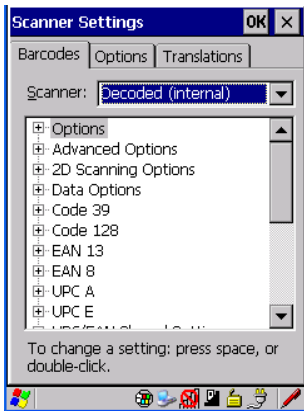 Scanner Settings OK
Barcodes Options Translations
Scanner: Decoded (internal)
Options
Advanced Options
2D Scanning Options
Data Options
Code 39
Code 128
EAN 13
EAN 8
UPC A
UPC E
To change a setting: press space, or
double-click.